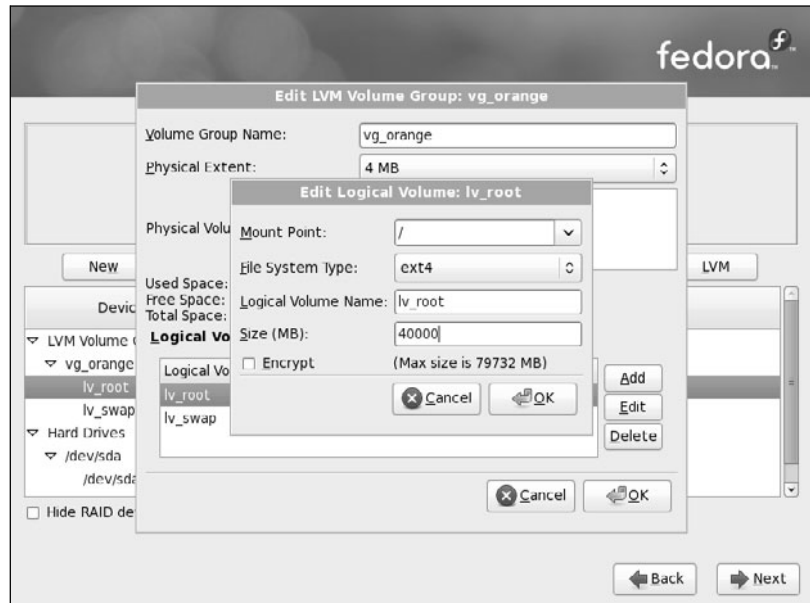 fedora
Edit LVM Volume Group: vg_orange
Volume Group Name: vg_orange
Physical Extent: 4 MB
Edit Logical Volume: lv_root
Physical Volu
Mount Point: /
File System Type: ext4
New
LVM
Used Space:
Free Space:
Total Space:
Logical Volume Name: lv_root
Devic
Size (MB): 40000
LVM Volume
Logical Vo
Encrypt (Max size is 79732 MB)
vg_orange
Logical Vo
Add
lv_root
lv_root
Cancel
OK
Edit
lv_swap
lv_swap
Hard Drives
Delete
/dev/sda
/dev/sda
Cancel
OK
Hide RAID de
Back
Next